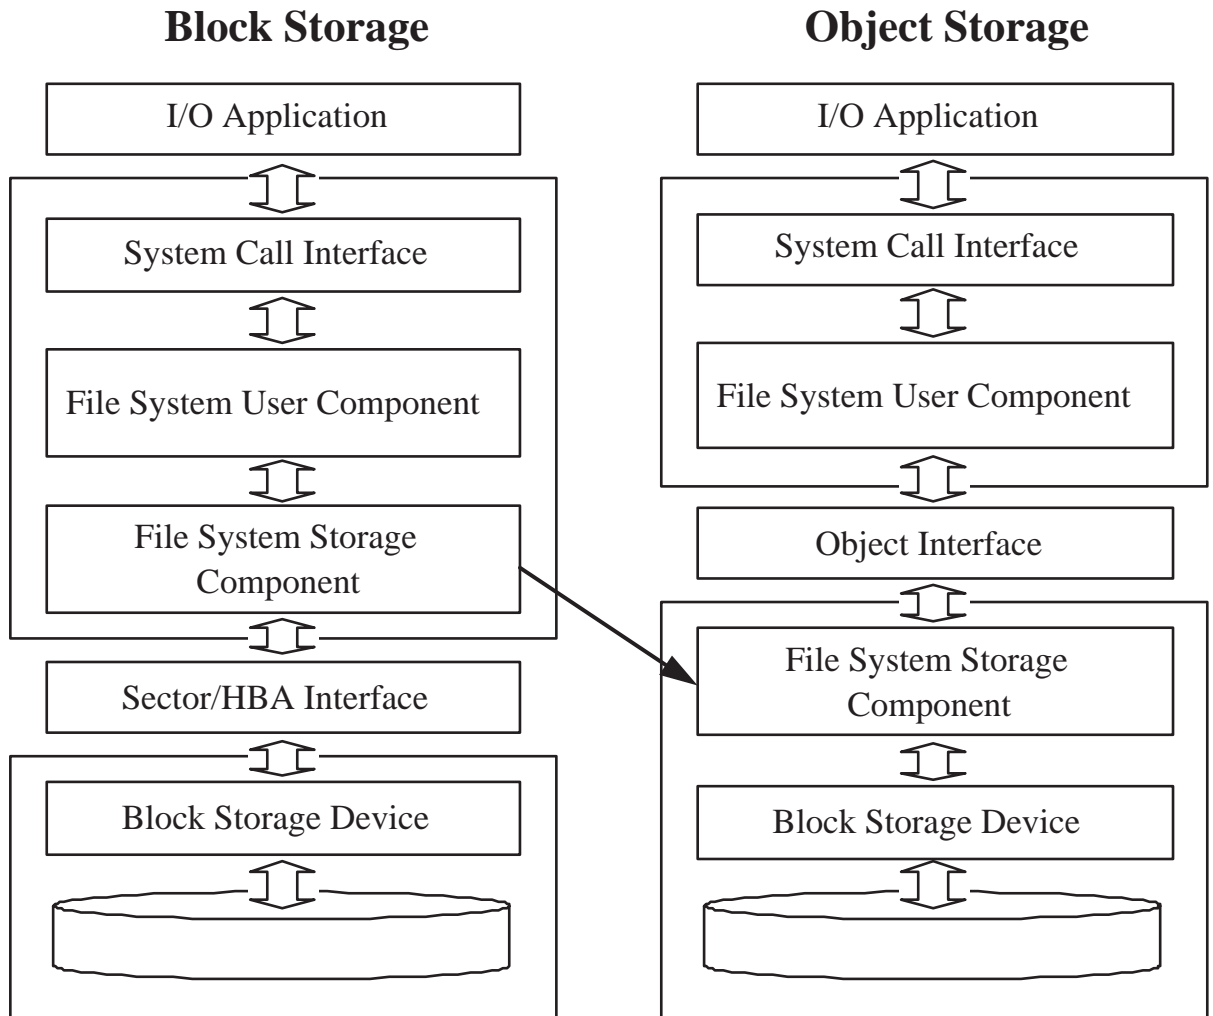 Block Storage
I/O Application
System Call Interface
File System User Component
File System Storage
Component
Sector/HBA Interface
Block Storage Device
Object Storage
I/O Application
System Call Interface
File System User Component
Object Interface
File System Storage
Component
Block Storage Device